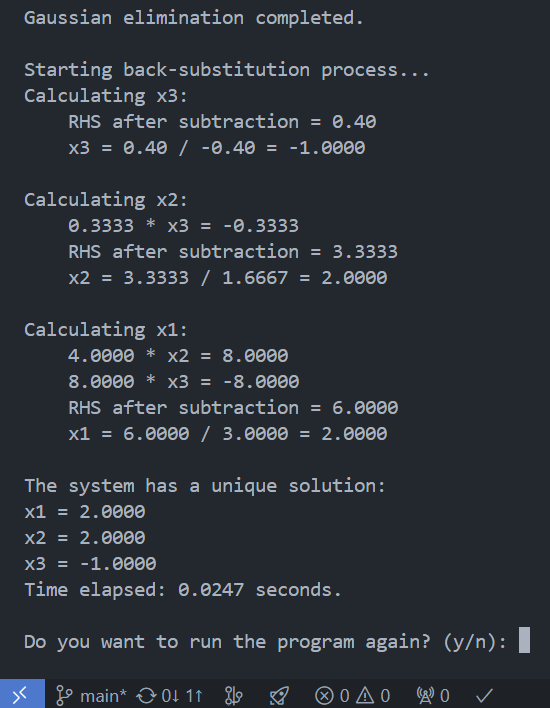 Gaussian elimination completed.
Starting back-substitution process...
Calculating x3:
RHS after subtraction = 0.40
x3 = 0.40 / -0.40 = -1.0000
Calculating x2:
0.3333 * x3 = -0.3333
RHS after subtraction = 3.3333
x2 = 3.3333 / 1.6667 = 2.0000
Calculating x1:
4.0000 * x2 = 8.0000
8.0000 * x3 = -8.0000
RHS after subtraction = 6.0000
x1 = 6.0000 / 3.0000 = 2.0000
The system has a unique solution:
x1 = 2.0000
x2 = 2.0000
x3 = -1.0000
Time elapsed: 0.0247 seconds.
Do you want to run the program again? (y/n):
main* 0↓ 1↑ 0 0 0